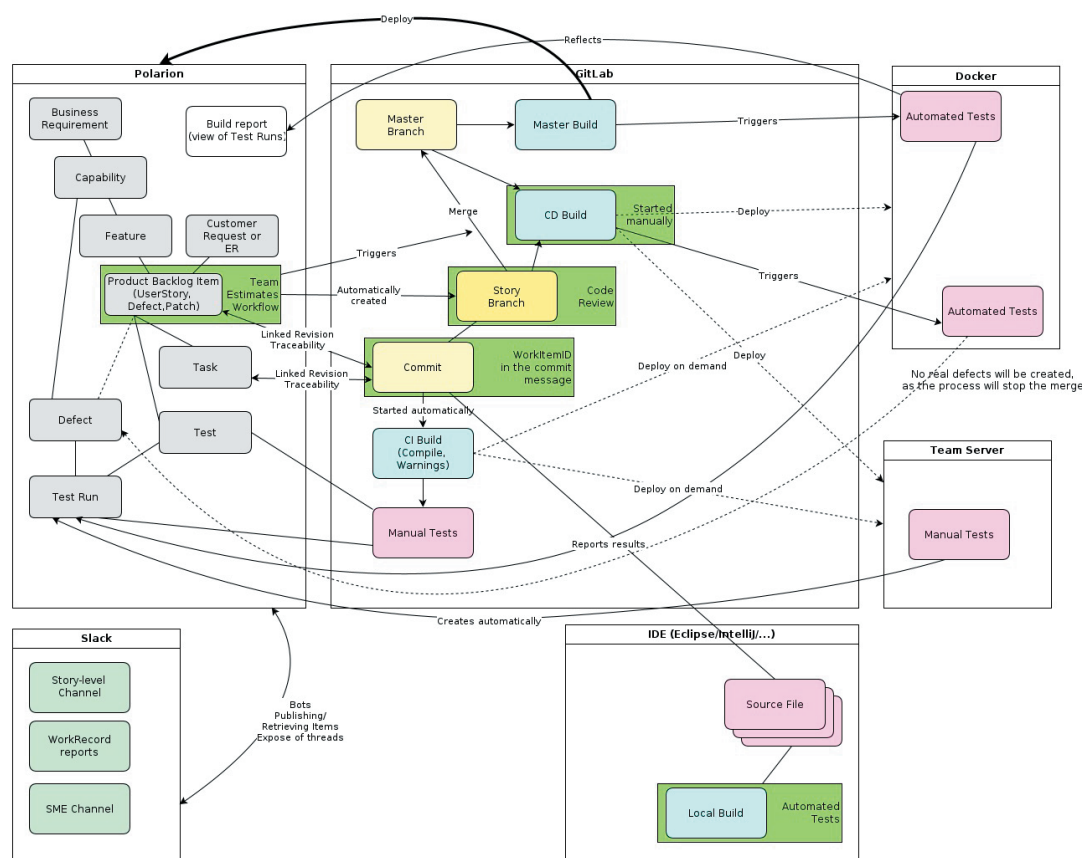 Deploy
Reflects
Polarion
GitLab
Docker
Business
Requirement
Build report
(view of Test Runs)
Master
Branch
Master Build
Triggers
Automated Tests
Capability
Feature
Customer
Request or
ER
Merge
CD Build
Started
manually
Deploy
Triggers
Product Backlog Item
(UserStory,
Defect,Patch)
Team
Estimates
Workflow
Automatically
created
Story
Branch
Code
Review
Triggers
Automated Tests
Linked Revision
Traceability
Task
Linked Revision
Traceability
Commit
WorkItemID
in the commit
message
Deploy on demand
Deploy
No real defects will be created,
as the process will stop the merge
Started automatically
Defect
Test
CI Build
(Compile,
Warnings)
Team Server
Deploy on demand
Test Run
Manual Tests
Reports results
Manual Tests
Creates automatically
Slack
IDE (Eclipse/IntelliJ/...)
Story-level
Channel
Bots
Publishing/
Retrieving Items
Expose of threads
Source File
WorkRecord
reports
SME Channel
Local Build
Automated
Tests